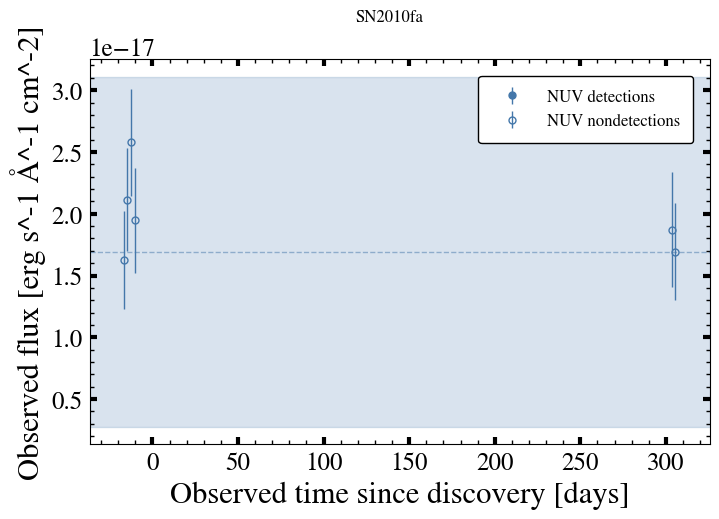 SN2010fa
1e−17
NUV detections
NUV nondetections
3.0
2.5
2.0
1.5
1.0
0.5
Observed flux [erg s^-1 Å^-1 cm^-2]
0 50 100 150 200 250 300
Observed time since discovery [days]